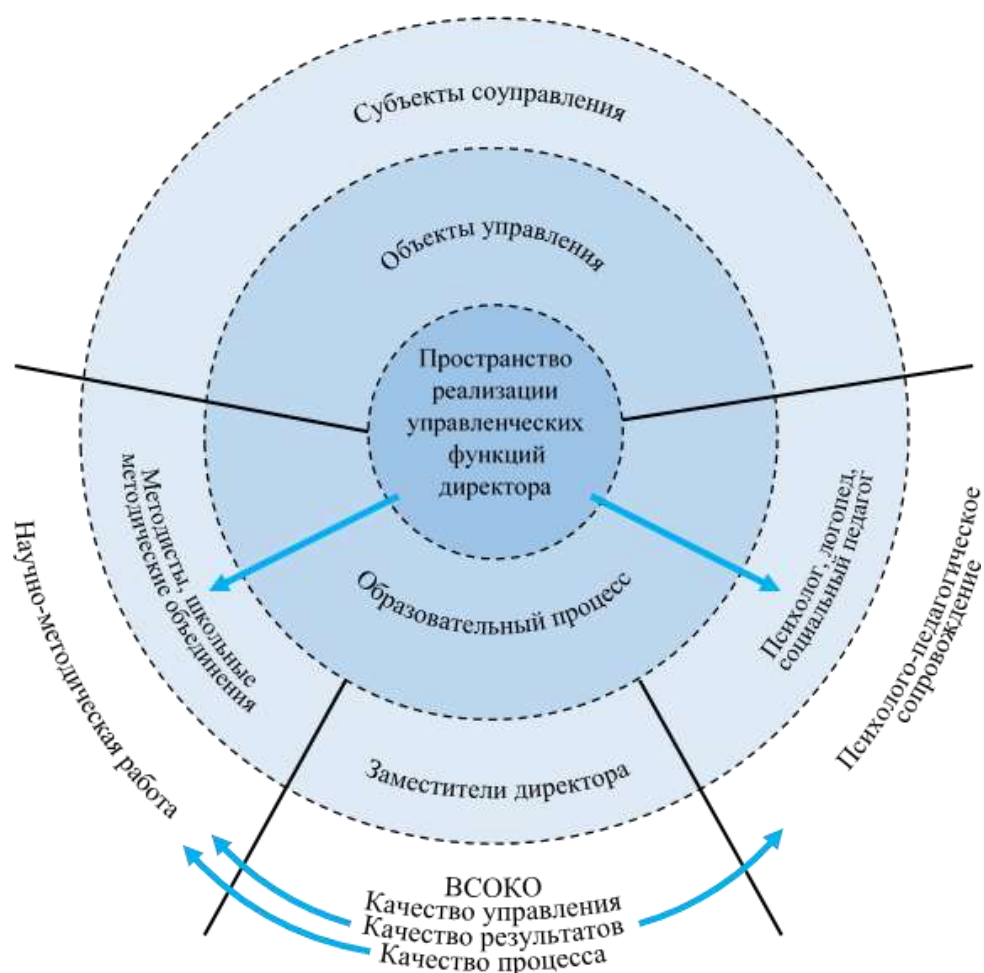 Субъекты соуправления
Объекты управления
Пространство
реализации
управленческих
функций
директора
Методисты, школьные
методические объединения
Психолог, логопед,
социальный педагог
Образовательный процесс
Научно-методическая работа
Психолого-педагогическое
сопровождение
Заместители директора
ВСОКО
Качество управления
Качество результатов
Качество процесса